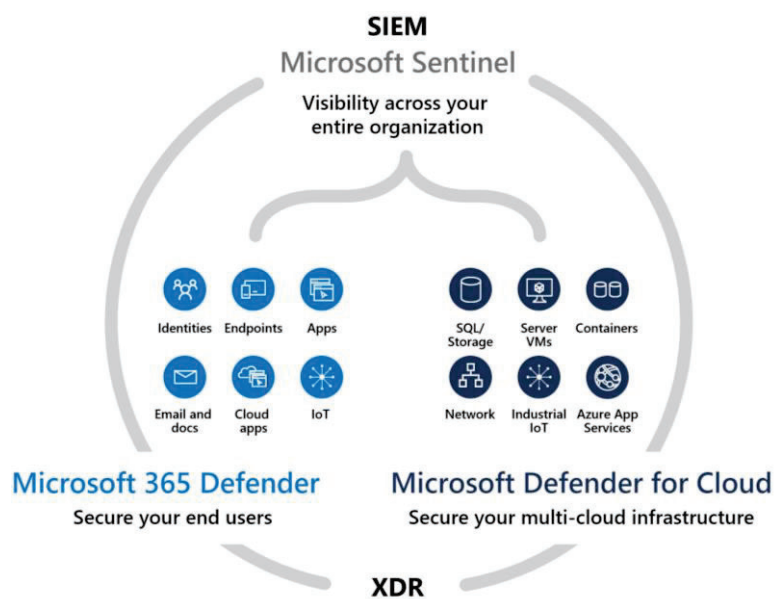 SIEM
Microsoft Sentinel
Visibility across your
entire organization
Identities
Endpoints
Apps
Email and
docs
Cloud
apps
IoT
SQL/
Storage
Server
VMs
Containers
Network
Industrial
IoT
Azure App
Services
Microsoft 365 Defender
Secure your end users
Microsoft Defender for Cloud
Secure your multi-cloud infrastructure
XDR